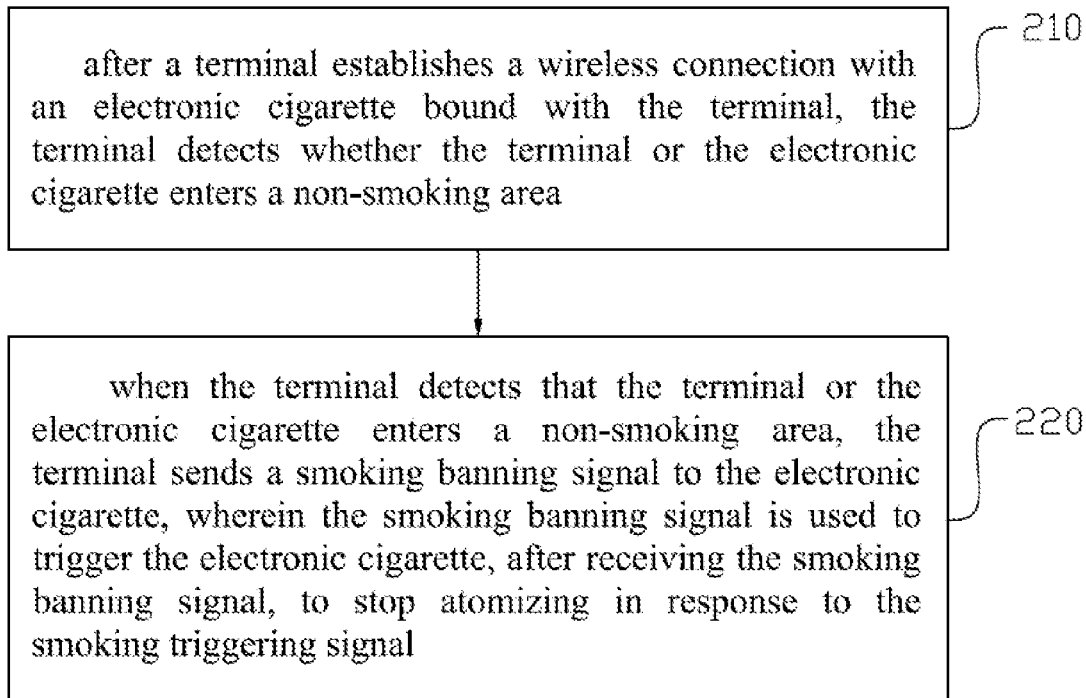 after a terminal establishes a wireless connection with
an electronic cigarette bound with the terminal, the
terminal detects whether the terminal or the electronic
cigarette enters a non-smoking area
210
when the terminal detects that the terminal or the
electronic cigarette enters a non-smoking area, the
terminal sends a smoking banning signal to the electronic
cigarette, wherein the smoking banning signal is used to
trigger the electronic cigarette, after receiving the smoking
banning signal, to stop atomizing in response to the
smoking triggering signal
220